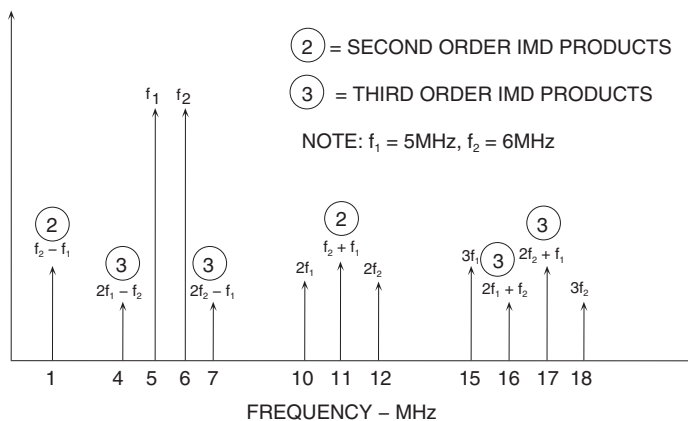 ② = SECOND ORDER IMD PRODUCTS
③ = THIRD ORDER IMD PRODUCTS
NOTE: f₁ = 5MHz, f₂ = 6MHz
f₁
f₂
②
f₂ – f₁
③
2f₁ – f₂
③
2f₂ – f₁
2f₁
②
f₂ + f₁
2f₂
3f₁
③
2f₁ + f₂
③
2f₂ + f₁
3f₂
1 4 5 6 7 10 11 12 15 16 17 18
FREQUENCY – MHz